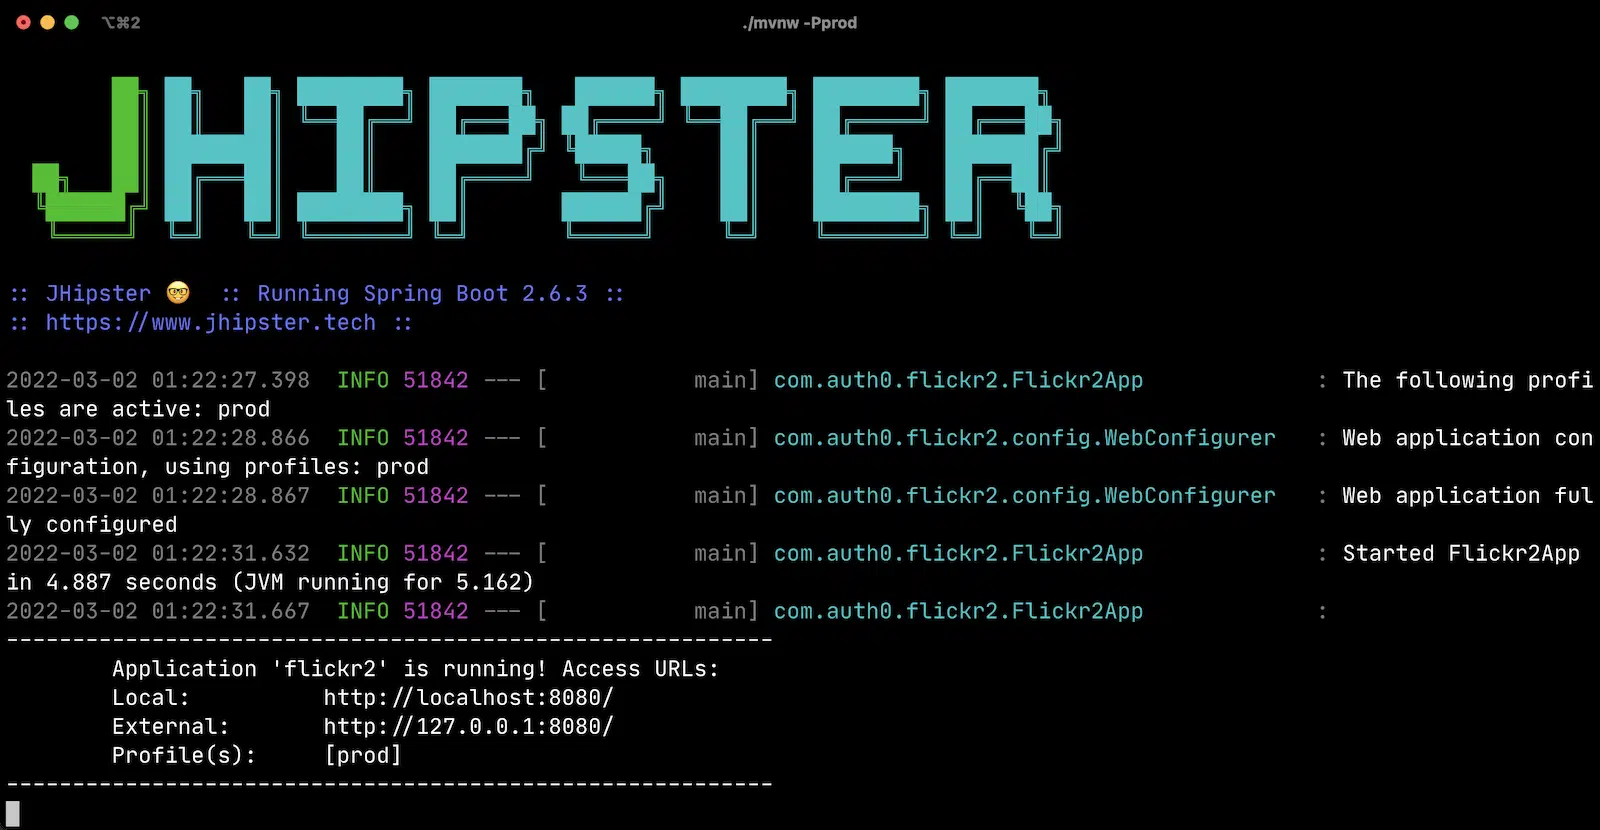 ⌥⌘2
./mvnw -Pprod
JHIPSTER
:: JHipster 🤓  :: Running Spring Boot 2.6.3 ::
:: https://www.jhipster.tech ::
2022-03-02 01:22:27.398  INFO 51842 --- [           main] com.auth0.flickr2.Flickr2App             : The following profi
les are active: prod
2022-03-02 01:22:28.866  INFO 51842 --- [           main] com.auth0.flickr2.config.WebConfigurer   : Web application con
figuration, using profiles: prod
2022-03-02 01:22:28.867  INFO 51842 --- [           main] com.auth0.flickr2.config.WebConfigurer   : Web application ful
ly configured
2022-03-02 01:22:31.632  INFO 51842 --- [           main] com.auth0.flickr2.Flickr2App             : Started Flickr2App
in 4.887 seconds (JVM running for 5.162)
2022-03-02 01:22:31.667  INFO 51842 --- [           main] com.auth0.flickr2.Flickr2App             :
----------------------------------------------------------
        Application 'flickr2' is running! Access URLs:
        Local:          http://localhost:8080/
        External:       http://127.0.0.1:8080/
        Profile(s):     [prod]
----------------------------------------------------------